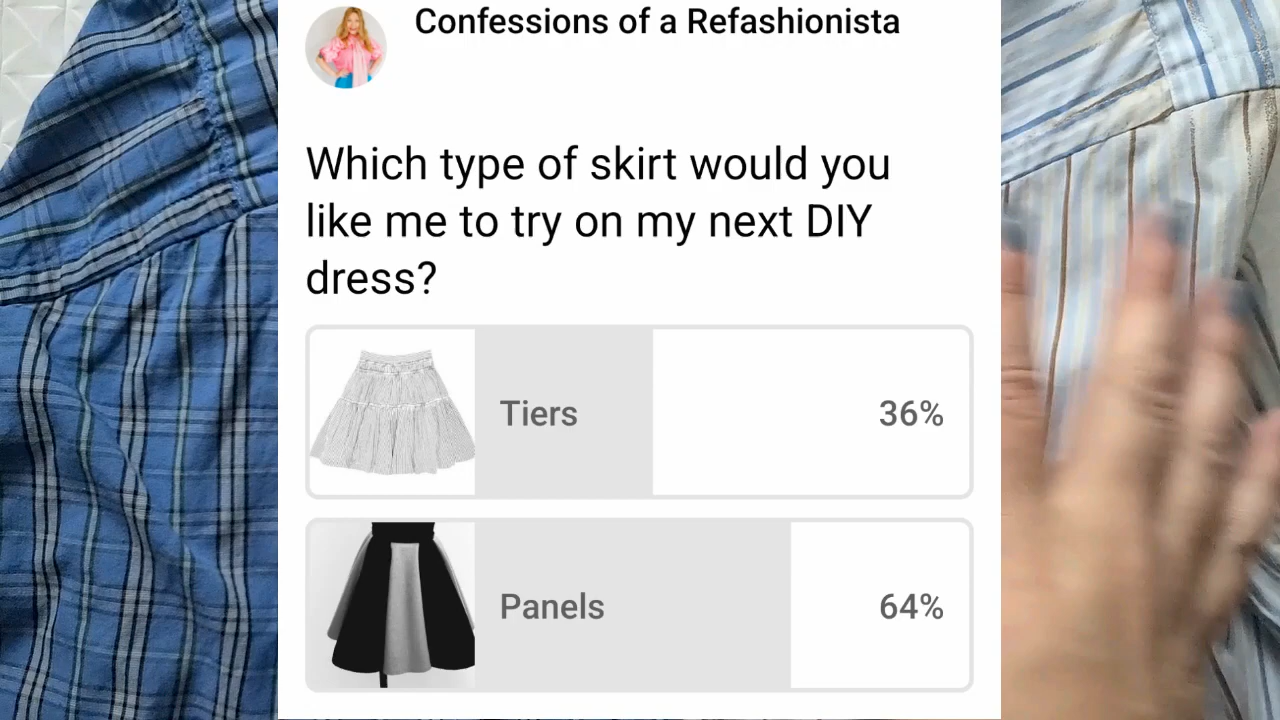 Confessions of a Refashionista
Which type of skirt would you
like me to try on my next DIY
dress?
Tiers 36%
Panels 64%